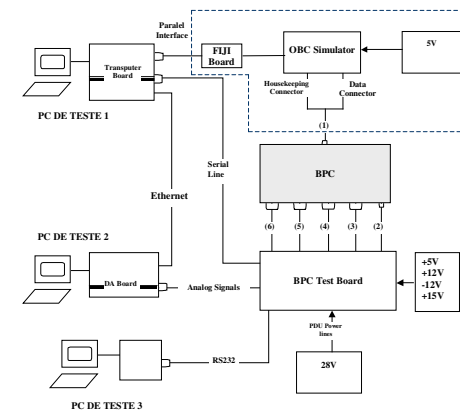 Paralel
Interface
FIJI
Board
OBC Simulator
5V
Transputer
Board
Housekeeping
Connector
Data
Connector
PC DE TESTE 1
(1)
Serial
Line
BPC
Ethernet
(6)
(5)
(4)
(3)
(2)
PC DE TESTE 2
DA Board
Analog Signals
BPC Test Board
+5V
+12V
-12V
+15V
PDU Power
lines
RS232
28V
PC DE TESTE 3